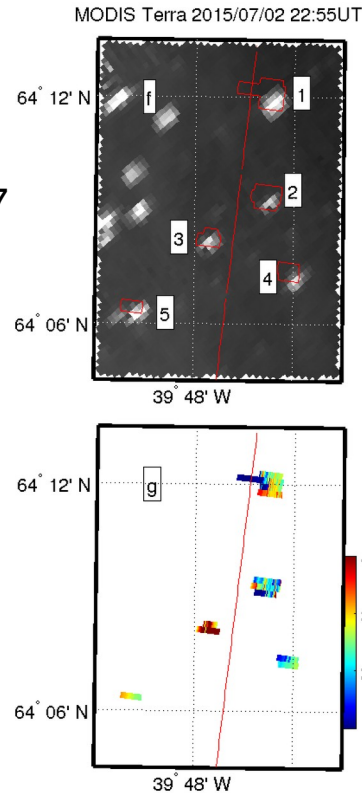 MODIS Terra 2015/07/02 22:55UT
64° 12' N
f
1
2
3
4
5
64° 06' N
39° 48' W
64° 12' N
g
64° 06' N
39° 48' W